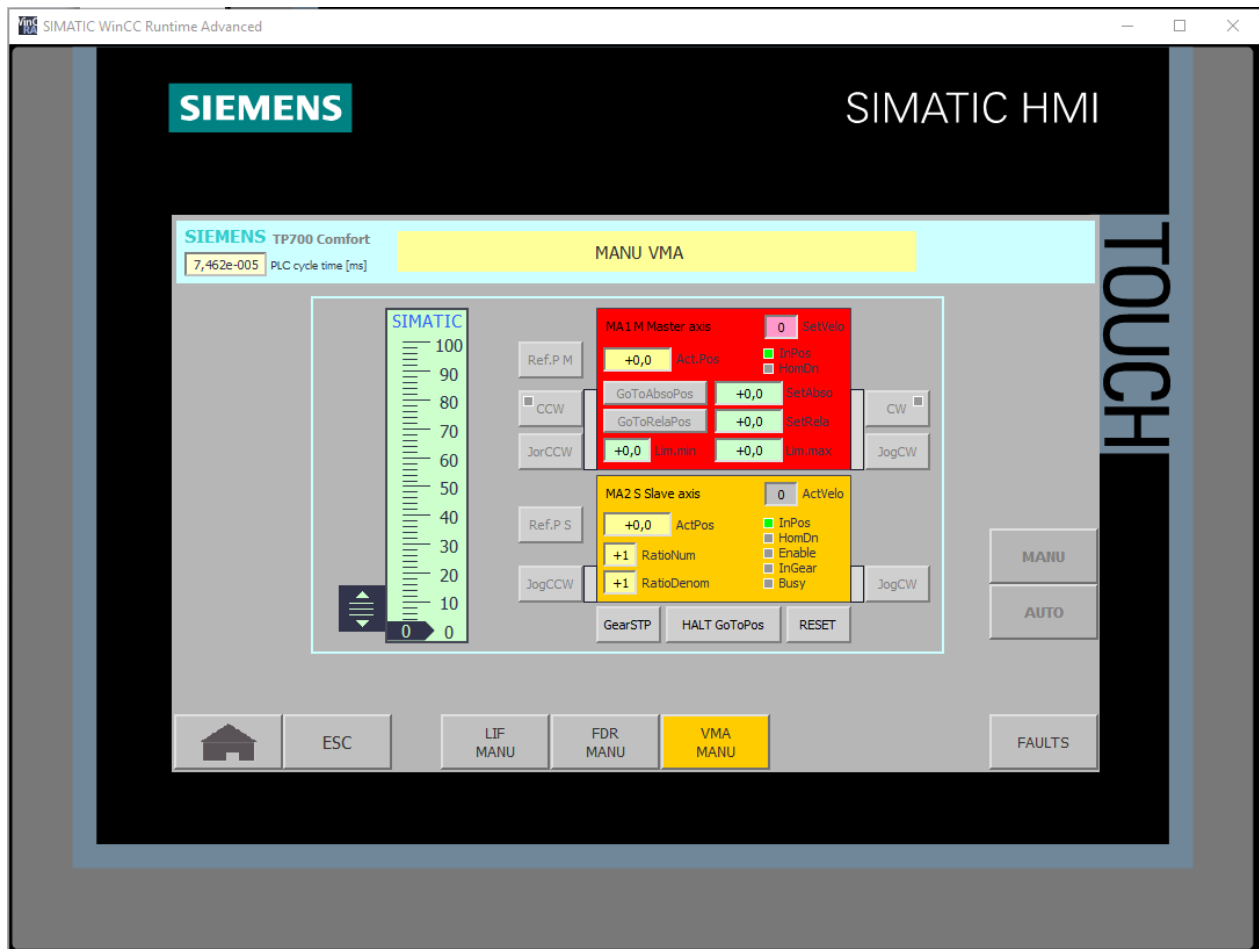 SIMATIC WinCC Runtime Advanced
SIEMENS
SIMATIC HMI
TOUCH
SIEMENS TP700 Comfort
7,462e-005 PLC cycle time [ms]
MANU VMA
SIMATIC
100
90
80
70
60
50
40
30
20
10
0 0
Ref.P M
CCW
JorCCW
MA1 M Master axis 0 SetVelo
+0,0 Act.Pos InPos
HomDn
GoToAbsoPos +0,0 SetAbso
GoToRelaPos +0,0 SetRela
+0,0 Lim.min +0,0 Lim.max
CW
JogCW
Ref.P S
JogCCW
MA2 S Slave axis 0 ActVelo
+0,0 ActPos InPos
HomDn
+1 RatioNum Enable
InGear
+1 RatioDenom Busy
JogCW
GearSTP HALT GoToPos RESET
MANU
AUTO
ESC
LIF
MANU
FDR
MANU
VMA
MANU
FAULTS